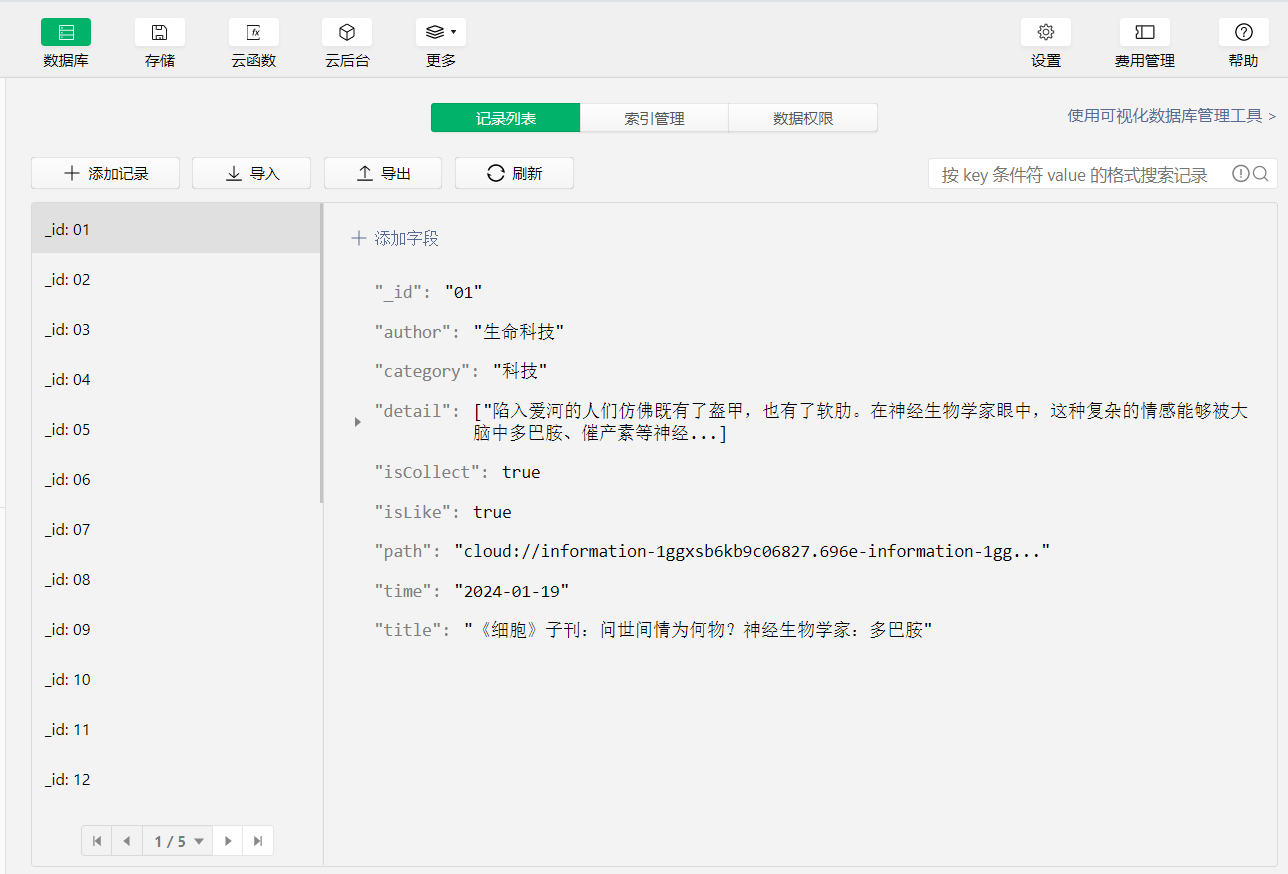 数据库 存储 云函数 云后台 更多 设置 费用管理 帮助
记录列表 索引管理 数据权限 使用可视化数据库管理工具 >
添加记录 导入 导出 刷新 按 key 条件符 value 的格式搜索记录
_id: 01
_id: 02
_id: 03
_id: 04
_id: 05
_id: 06
_id: 07
_id: 08
_id: 09
_id: 10
_id: 11
_id: 12
1 / 5
添加字段
"_id": "01"
"author": "生命科技"
"category": "科技"
"detail": ["陷入爱河的人们仿佛既有了盔甲，也有了软肋。在神经生物学家眼中，这种复杂的情感能够被大
脑中多巴胺、催产素等神经...]
"isCollect": true
"isLike": true
"path": "cloud://information-1ggxsb6kb9c06827.696e-information-1gg..."
"time": "2024-01-19"
"title": "《细胞》子刊：问世间情为何物？神经生物学家：多巴胺"